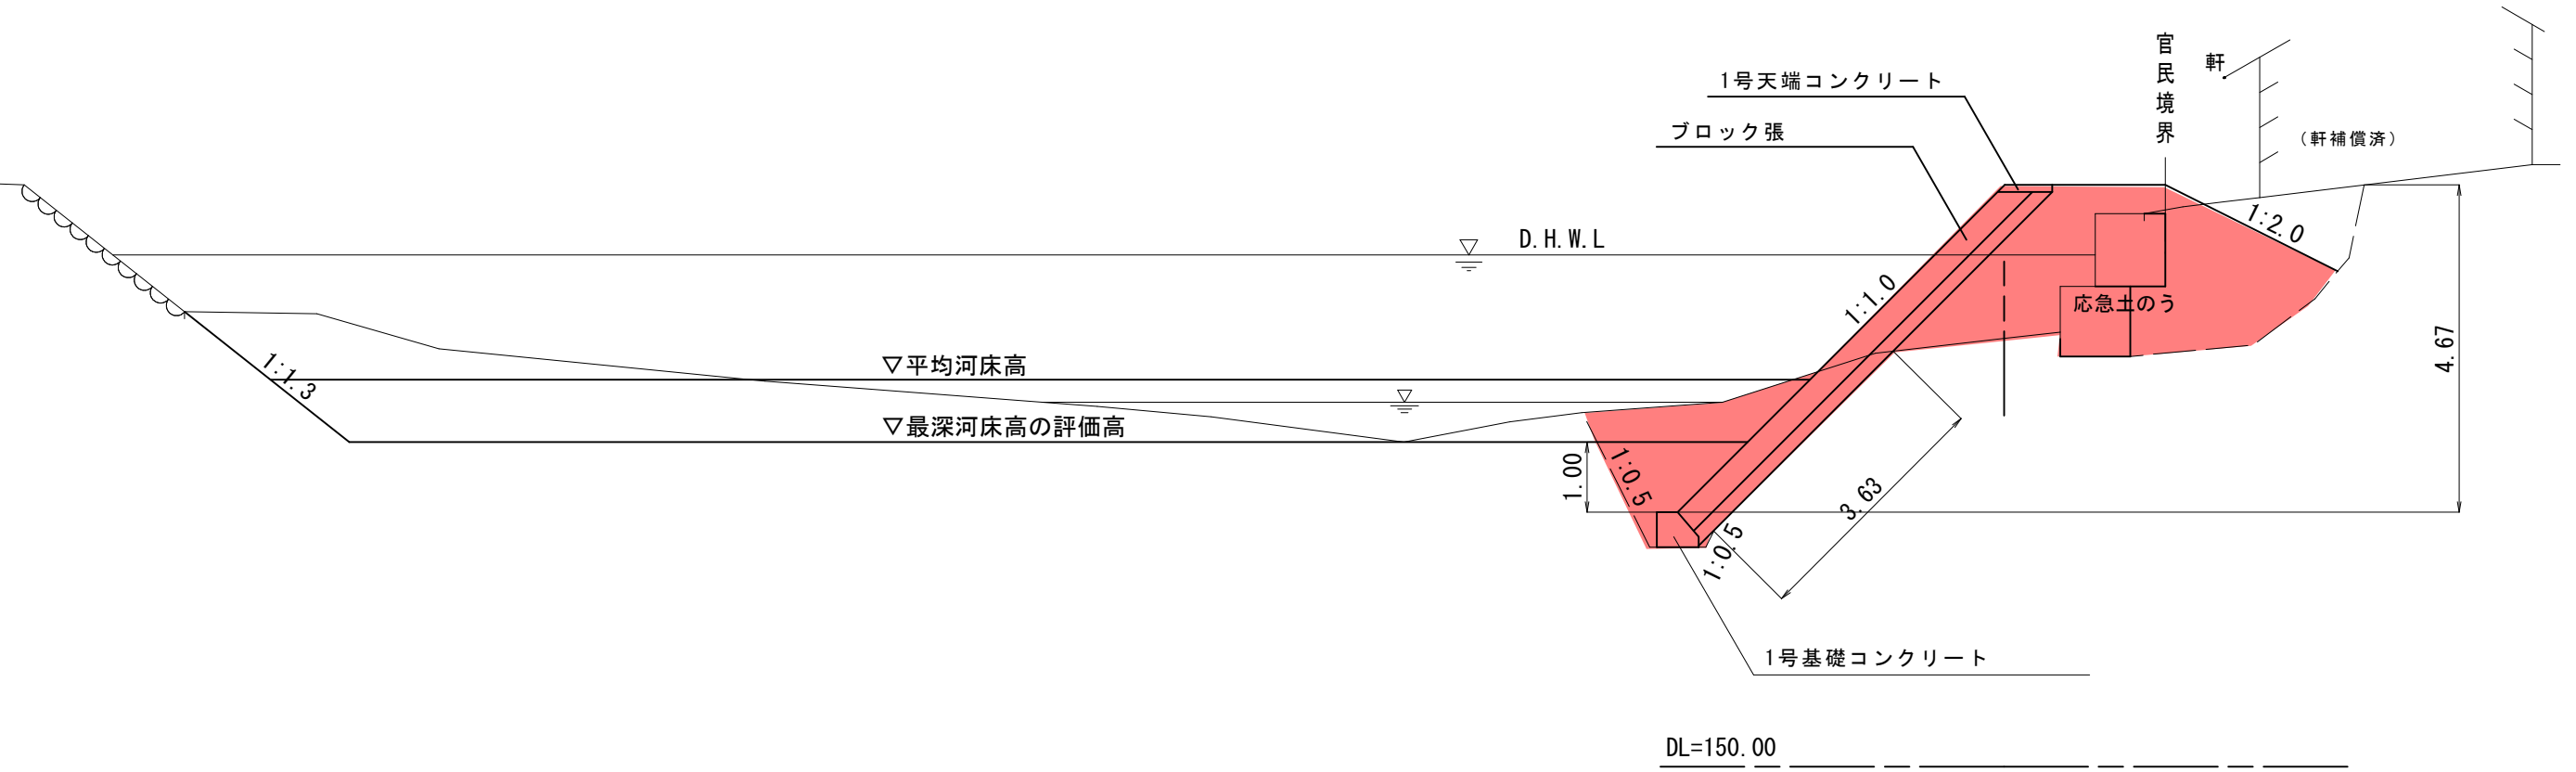 官民境界
軒
1号天端コンクリート
ブロック張
(軒補償済)
D.H.W.L
1:2.0
1:1.0
応急土のう
4.67
▽平均河床高
1:1.3
▽最深河床高の評価高
1.00
1:0.5
3.63
1:0.5
1号基礎コンクリート
DL=150.00